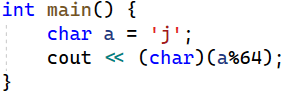 int main() {
    char a = 'j';
    cout << (char)(a%64);
}